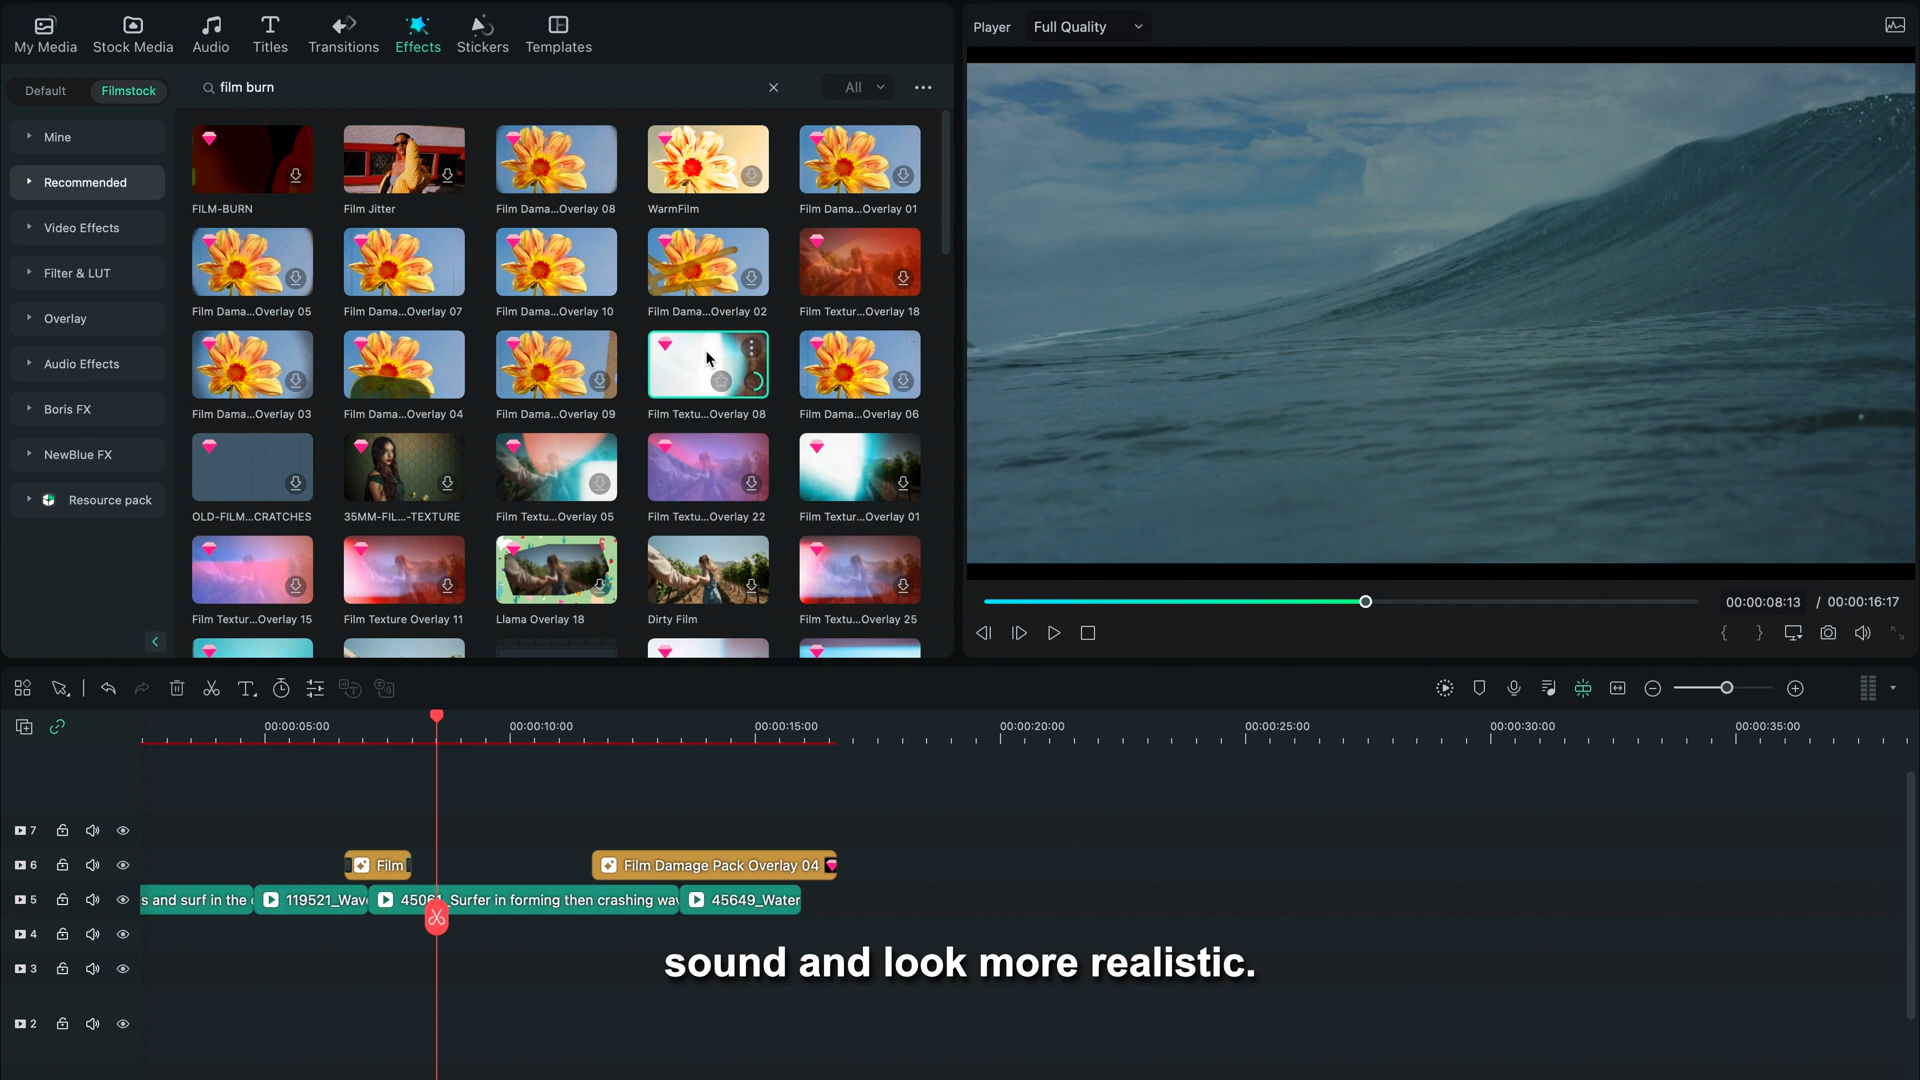 My Media
Stock Media
Audio
Titles
Transitions
Effects
Stickers
Templates
Player
Full Quality
Default
Filmstock
film burn
All
Mine
Recommended
Video Effects
Filter & LUT
Overlay
Audio Effects
Boris FX
NewBlue FX
Resource pack
FILM-BURN
Film Jitter
Film Dama...Overlay 08
WarmFilm
Film Dama...Overlay 01
Film Dama...Overlay 05
Film Dama...Overlay 07
Film Dama...Overlay 10
Film Dama...Overlay 02
Film Textur...Overlay 18
Film Dama...Overlay 03
Film Dama...Overlay 04
Film Dama...Overlay 09
Film Textu...Overlay 08
Film Dama...Overlay 06
OLD-FILM...CRATCHES
35MM-FIL...-TEXTURE
Film Textu...Overlay 05
Film Textu...Overlay 22
Film Textur...Overlay 01
Film Textur...Overlay 15
Film Texture Overlay 11
Llama Overlay 18
Dirty Film
Film Textu...Overlay 25
00:00:08:13 / 00:00:16:17
00:00:05:00
00:00:10:00
00:00:15:00
00:00:20:00
00:00:25:00
00:00:30:00
00:00:35:00
7
6
Film
Film Damage Pack Overlay 04
5
s and surf in the
119521_Wav
45061_Surfer in forming then crashing wav
45649_Water
4
3
2
sound and look more realistic.